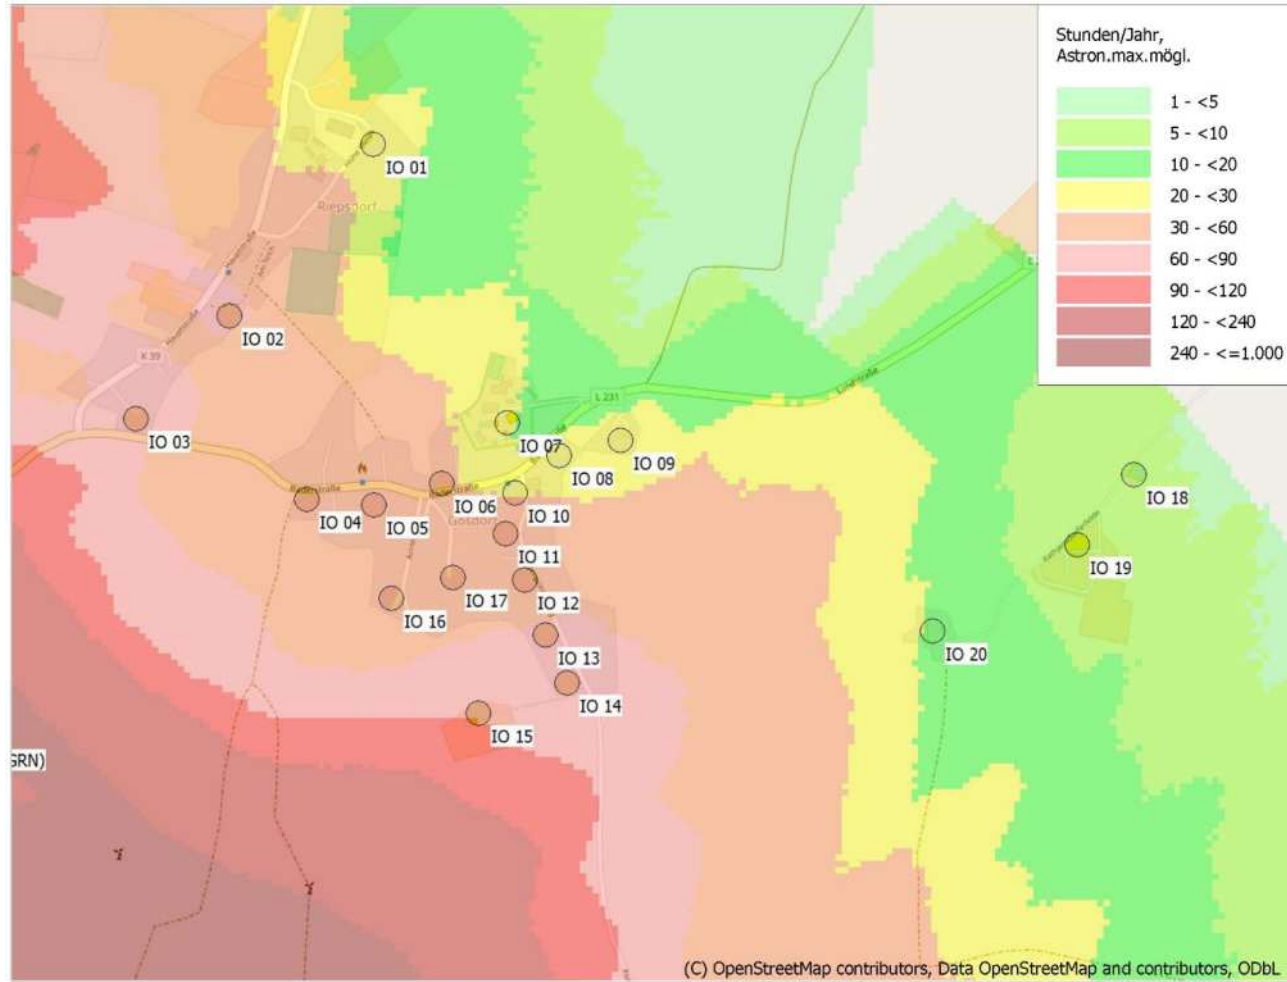 Stunden/Jahr,
Astron.max.mögl.
1 - <5
5 - <10
10 - <20
20 - <30
30 - <60
60 - <90
90 - <120
120 - <240
240 - <=1.000
IO 01
Riepsdorf
Hauptstraße
IO 02
Hauptstraße
K 39
IO 03
L 231
Landstraße
IO 07
IO 09
IO 08
IO 18
Bäderstraße
IO 06
IO 04
IO 05
Gosdorf
IO 10
IO 11
IO 19
IO 17
IO 12
IO 16
IO 13
IO 20
IO 14
IO 15
GRN)
(C) OpenStreetMap contributors, Data OpenStreetMap and contributors, ODbL